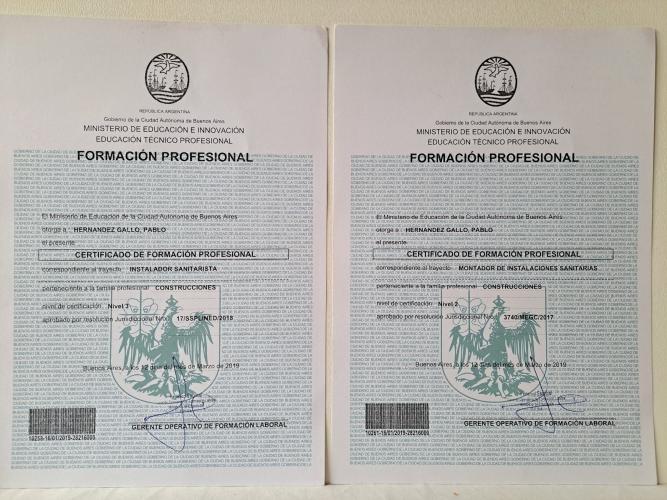 REPUBLICA ARGENTINA
Gobierno de la Ciudad Autónoma de Buenos Aires
MINISTERIO DE EDUCACIÓN E INNOVACIÓN
EDUCACIÓN TÉCNICO PROFESIONAL
FORMACIÓN PROFESIONAL
El Ministerio de Educación de la Ciudad Autónoma de Buenos Aires
otorga a : HERNANDEZ GALLO, PABLO
el presente
CERTIFICADO DE FORMACIÓN PROFESIONAL
correspondiente al trayecto : INSTALADOR SANITARISTA
perteneciente a la familia profesional : CONSTRUCCIONES
nivel de certificación : Nivel 3
aprobado por resolución Jurisdiccional Nro.: 17/SSPLINED/2018
Buenos Aires, a los 12 días del mes de Marzo de 2019
GERENTE OPERATIVO DE FORMACIÓN LABORAL
REPUBLICA ARGENTINA
Gobierno de la Ciudad Autónoma de Buenos Aires
MINISTERIO DE EDUCACIÓN E INNOVACIÓN
EDUCACIÓN TÉCNICO PROFESIONAL
FORMACIÓN PROFESIONAL
El Ministerio de Educación de la Ciudad Autónoma de Buenos Aires
otorga a : HERNANDEZ GALLO, PABLO
el presente
CERTIFICADO DE FORMACIÓN PROFESIONAL
correspondiente al trayecto : MONTADOR DE INSTALACIONES SANITARIAS
perteneciente a la familia profesional : CONSTRUCCIONES
nivel de certificación : Nivel 2
aprobado por resolución Jurisdiccional Nro.: 3740/MEGC/2017
Buenos Aires, a los 12 días del mes de Marzo de 2019
10261-16/01/2019-28216000
GERENTE OPERATIVO DE FORMACIÓN LABORAL